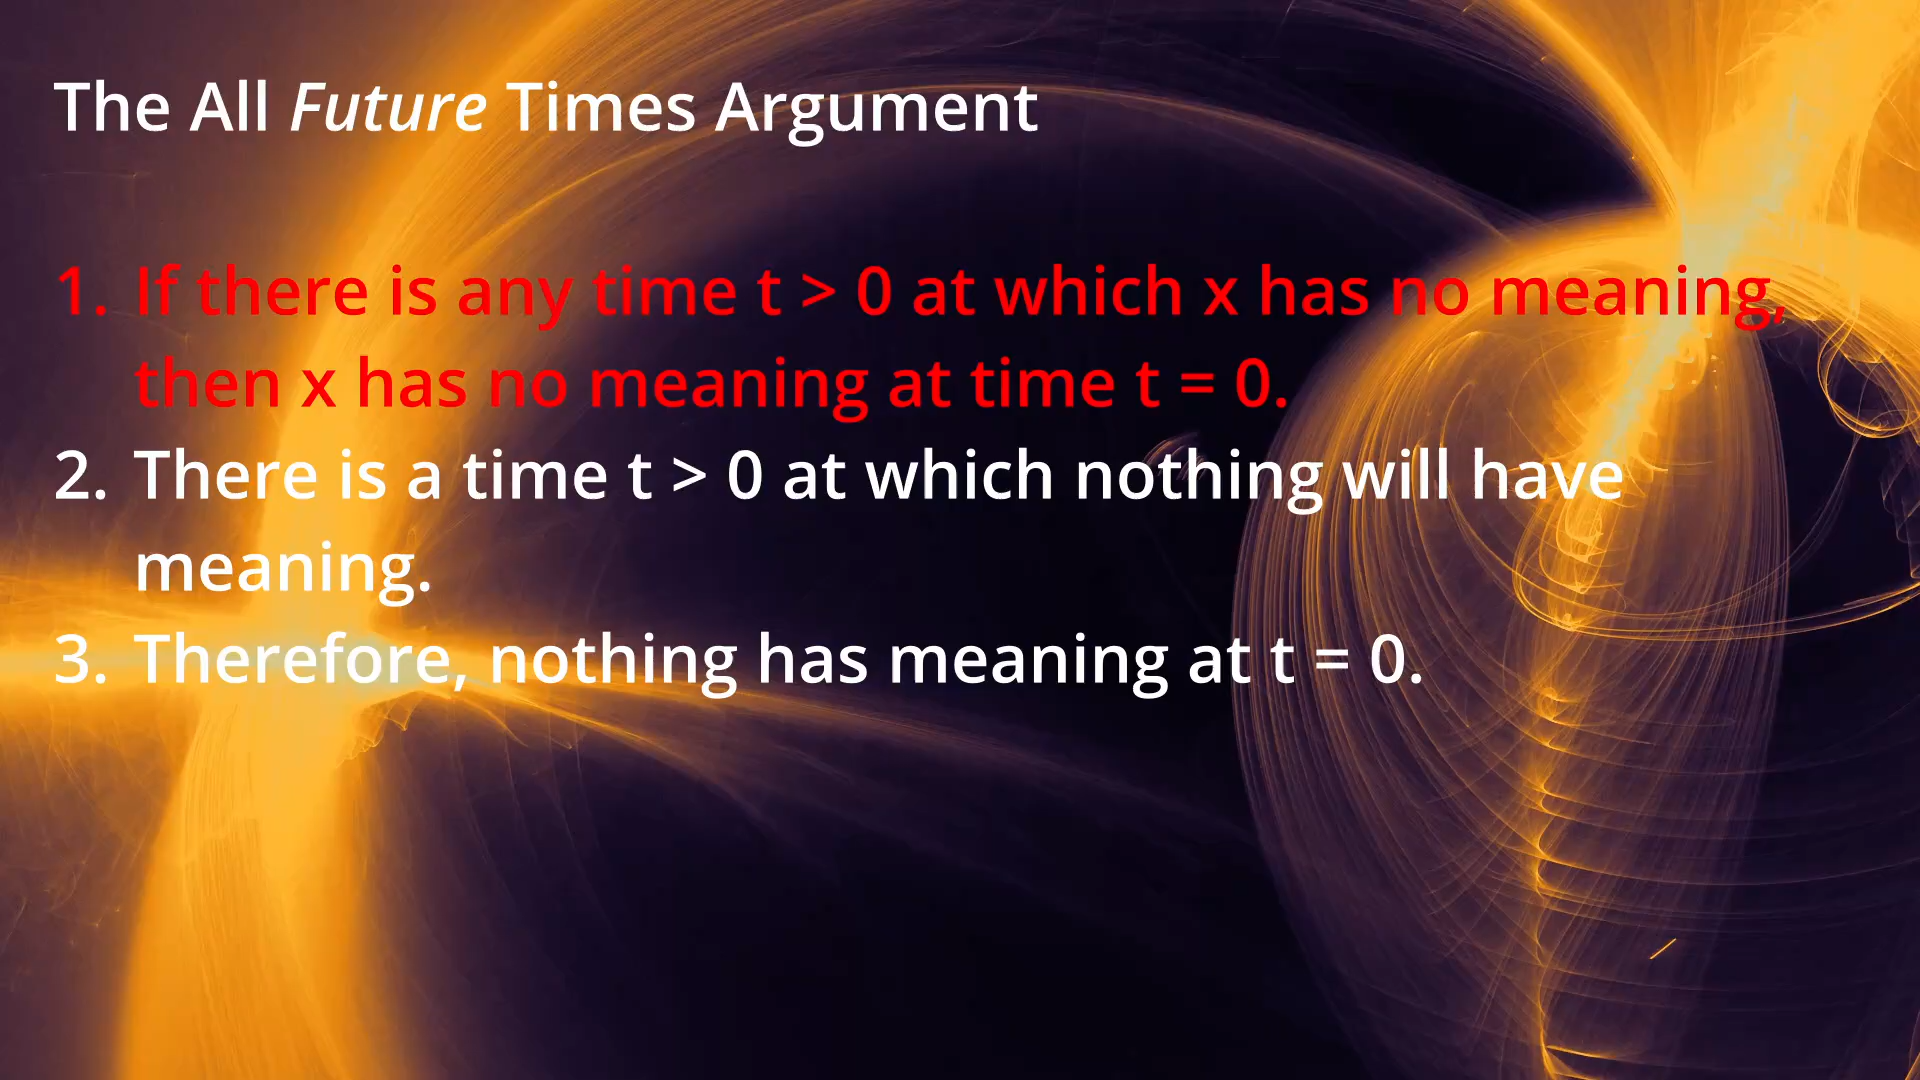 The All Future Times Argument
1. If there is any time t > 0 at which x has no meaning,
then x has no meaning at time t = 0.
2. There is a time t > 0 at which nothing will have
meaning.
3. Therefore, nothing has meaning at t = 0.